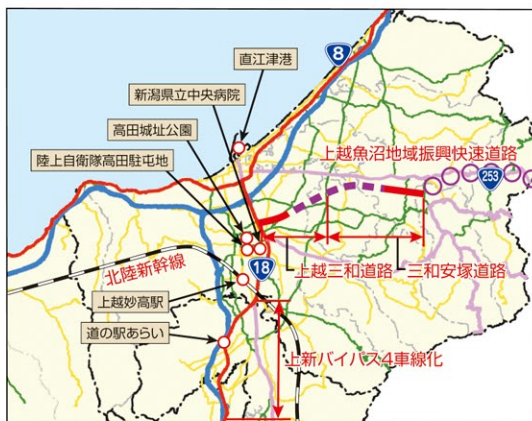 8
直江津港
新潟県立中央病院
高田城址公園
陸上自衛隊高田駐屯地
上越魚沼地域振興快速道路
253
北陸新幹線
18
上越三和道路
三和安塚道路
上越妙高駅
道の駅あらい
上新バイパス4車線化